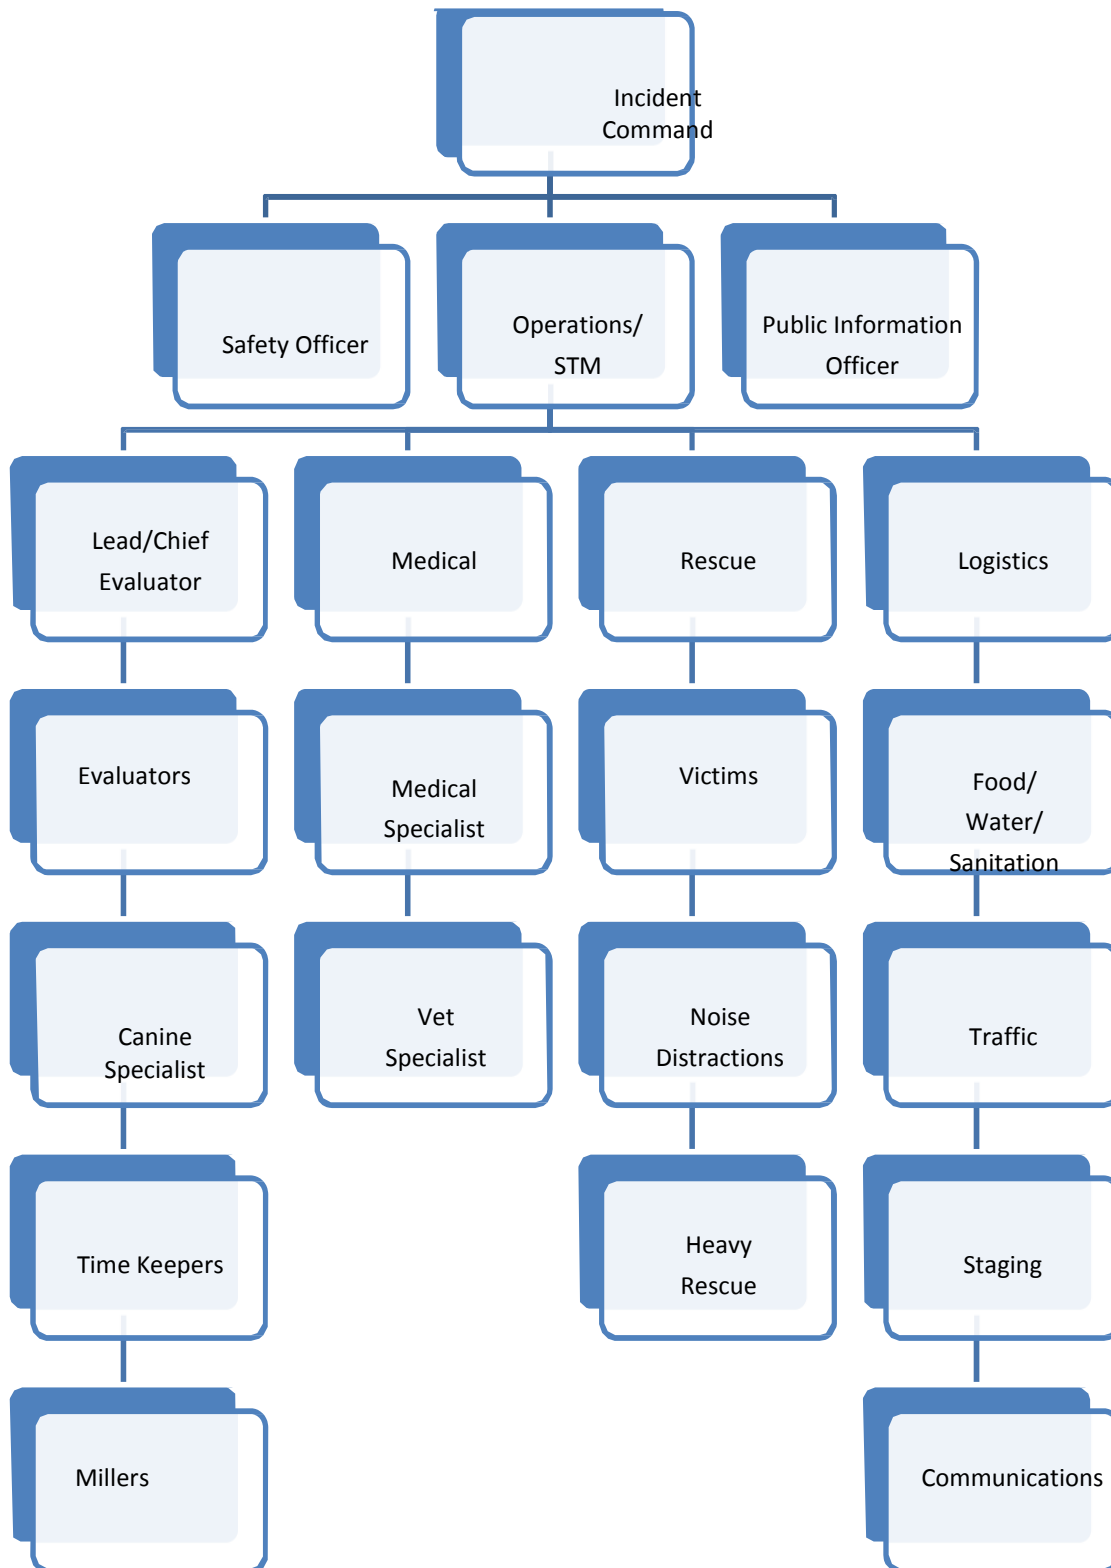 Incident
Command
Safety Officer
Operations/
STM
Public Information
Officer
Lead/Chief
Evaluator
Medical
Rescue
Logistics
Evaluators
Medical
Specialist
Victims
Food/
Water/
Sanitation
Canine
Specialist
Vet
Specialist
Noise
Distractions
Traffic
Time Keepers
Heavy
Rescue
Staging
Millers
Communications